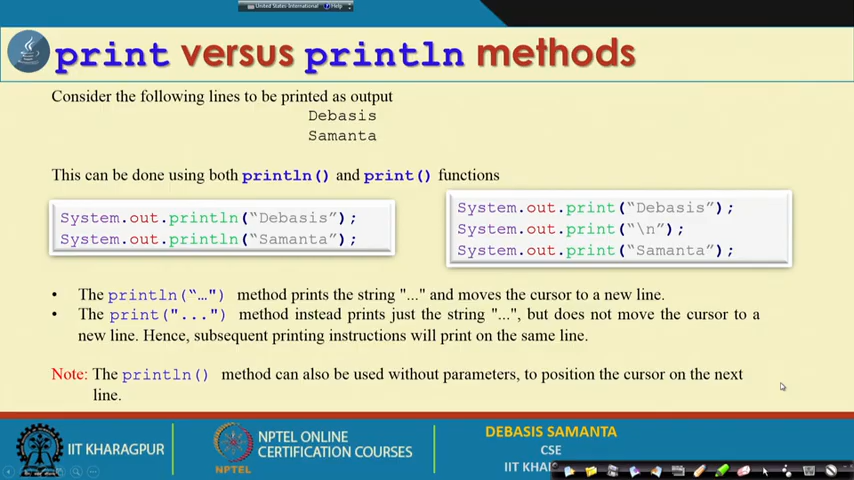 United States-International Help
print versus println methods
Consider the following lines to be printed as output
Debasis
Samanta
This can be done using both println() and print() functions
System.out.println(“Debasis”);
System.out.println(“Samanta”);
System.out.print(“Debasis”);
System.out.print(“\n”);
System.out.print(“Samanta”);
• The println(“…") method prints the string "..." and moves the cursor to a new line.
• The print("...") method instead prints just the string "...", but does not move the cursor to a
new line. Hence, subsequent printing instructions will print on the same line.
Note: The println() method can also be used without parameters, to position the cursor on the next
line.
IIT KHARAGPUR
NPTEL
NPTEL ONLINE
CERTIFICATION COURSES
DEBASIS SAMANTA
CSE
IIT